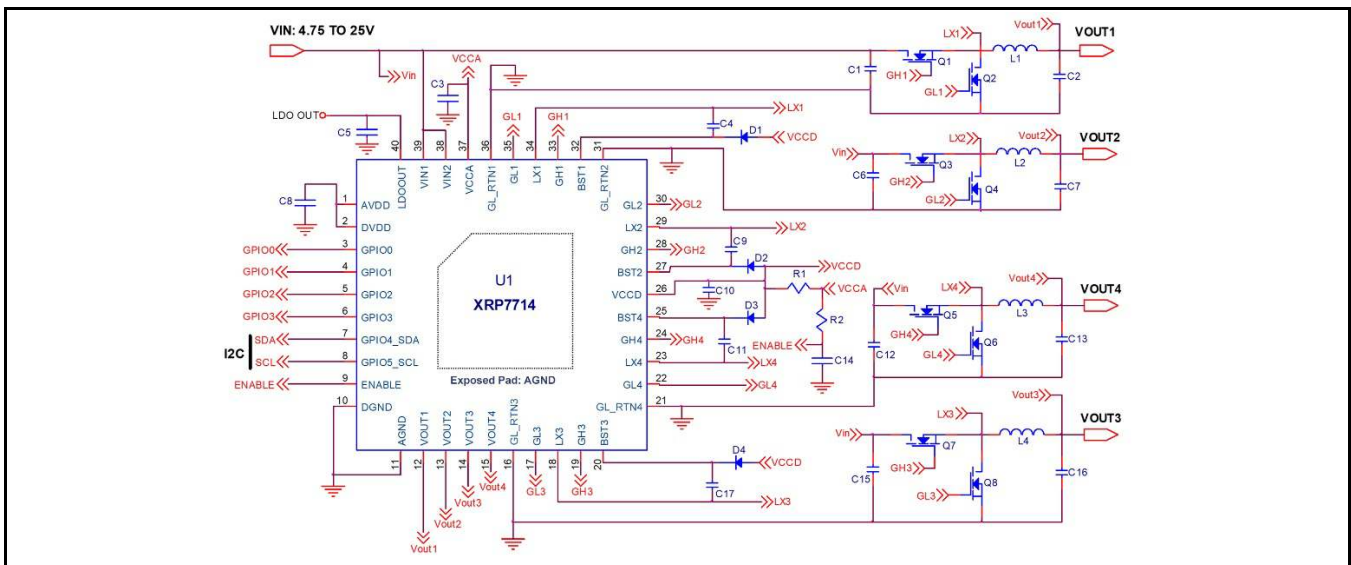 VIN: 4.75 TO 25V
Vin
VCCA
C3
LDO OUT
C5
GL1
GH1
LX1
C4
D1
VCCD
C1
GH1
Q1
LX1
GL1
Q2
L1
Vout1
VOUT1
C2
40
39
38
37
36
35
34
33
32
31
LDOOUT
VIN1
VIN2
VCCA
GL_RTN1
GL1
LX1
GH1
BST1
GL_RTN2
Vin
C6
GH2
Q3
LX2
GL2
Q4
L2
Vout2
VOUT2
C7
C8
1 AVDD
2 DVDD
GPIO0 3 GPIO0
GPIO1 4 GPIO1
GPIO2 5 GPIO2
GPIO3 6 GPIO3
I2C
SDA 7 GPIO4_SDA
SCL 8 GPIO5_SCL
ENABLE 9 ENABLE
10 DGND
U1
XRP7714
Exposed Pad: AGND
GL2 30 GL2
LX2 29 LX2
GH2 28 GH2
BST2 27
VCCD 26
BST4 25
GH4 24 GH4
LX4 23 LX4
GL4 22 GL4
GL_RTN4 21
C9
D2
VCCD
C10
R1
VCCA
D3
R2
C11
ENABLE
C14
Vin
C12
GH4
Q5
LX4
GL4
Q6
L3
Vout4
VOUT4
C13
AGND
VOUT1
VOUT2
VOUT3
VOUT4
GL_RTN3
GL3
LX3
GH3
BST3
11
12
13
14
15
16
17
18
19
20
Vout1
Vout2
Vout3
Vout4
GL3
GH3
D4
VCCD
C17
LX3
Vin
C15
GH3
Q7
LX3
GL3
Q8
L4
Vout3
VOUT3
C16